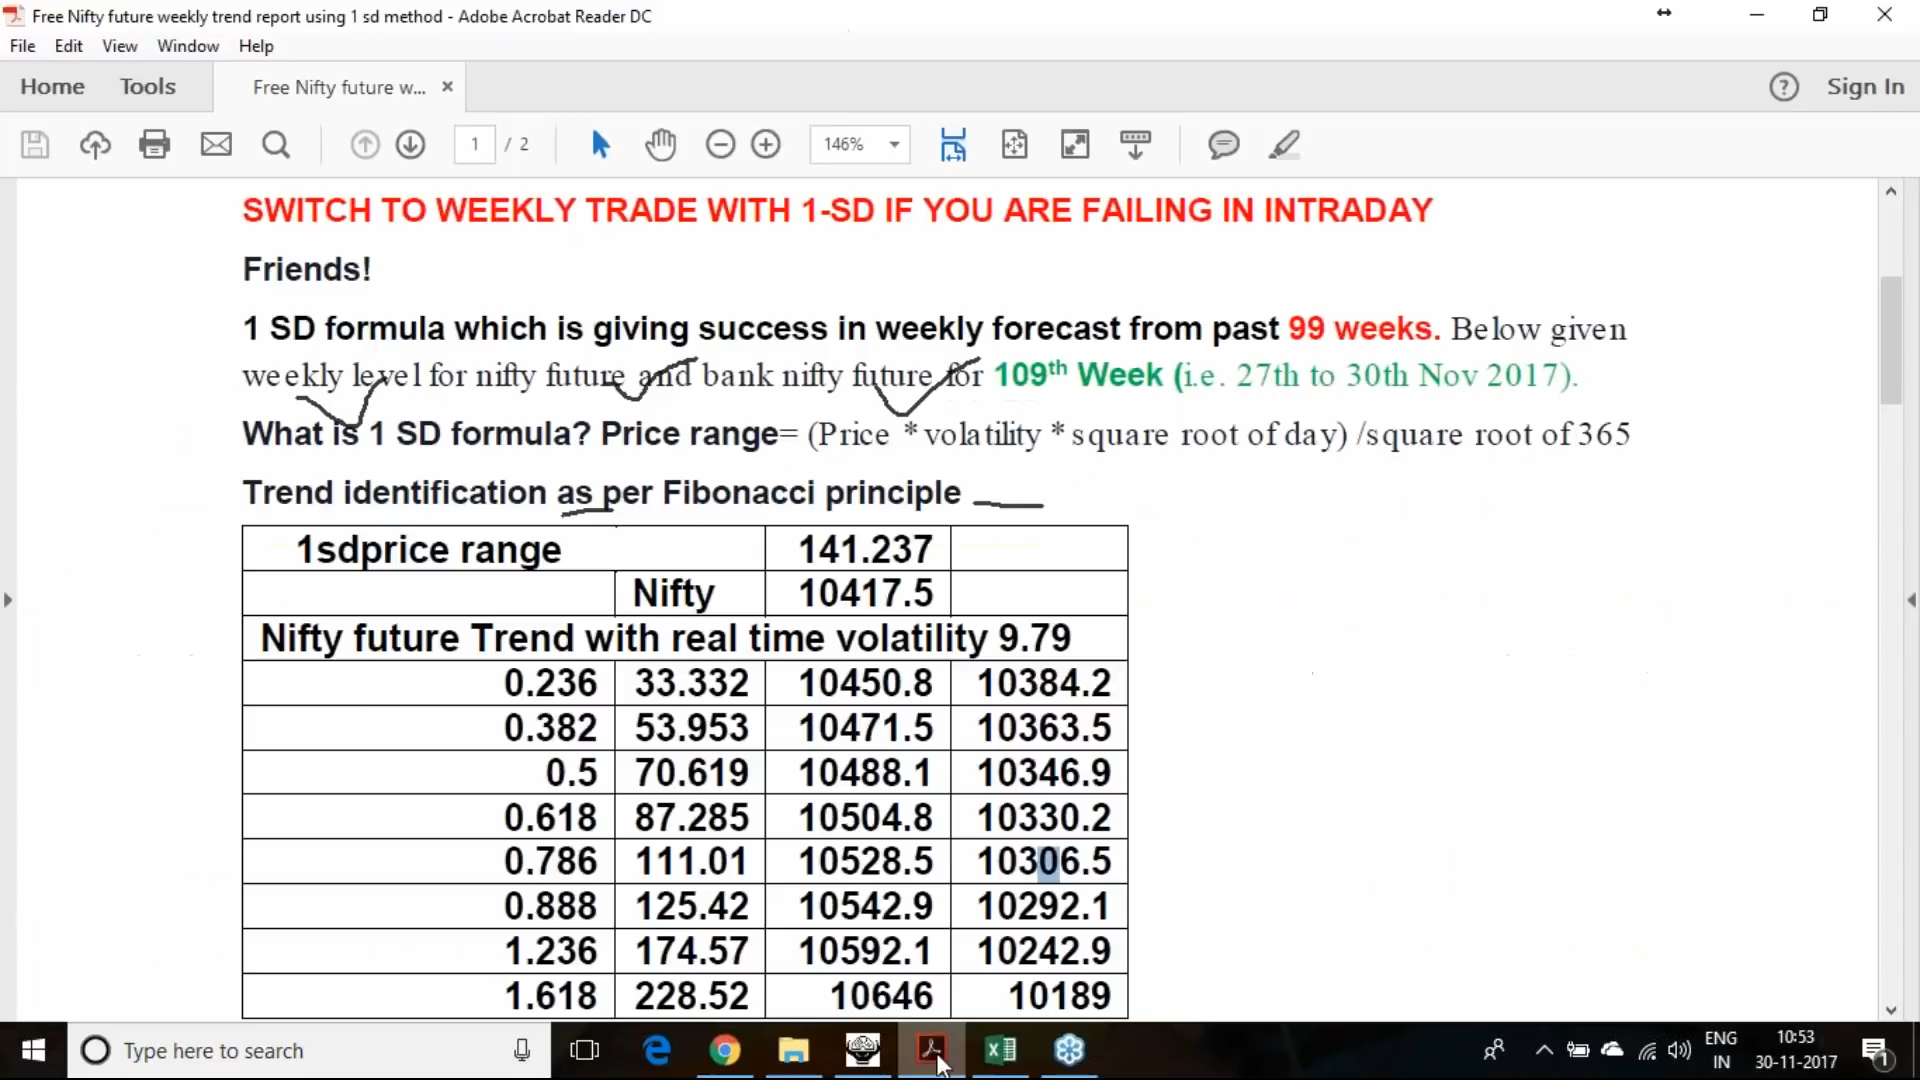 Free Nifty future weekly trend report using 1 sd method - Adobe Acrobat Reader DC
File Edit View Window Help
Home Tools Free Nifty future w... × ? Sign In
1 / 2 146%
SWITCH TO WEEKLY TRADE WITH 1-SD IF YOU ARE FAILING IN INTRADAY
Friends!
1 SD formula which is giving success in weekly forecast from past 99 weeks. Below given
weekly level for nifty future and bank nifty future for 109th Week (i.e. 27th to 30th Nov 2017).
What is 1 SD formula? Price range= (Price *volatility *square root of day) /square root of 365
Trend identification as per Fibonacci principle
1sdprice range 141.237
Nifty 10417.5
Nifty future Trend with real time volatility 9.79
0.236 33.332 10450.8 10384.2
0.382 53.953 10471.5 10363.5
0.5 70.619 10488.1 10346.9
0.618 87.285 10504.8 10330.2
0.786 111.01 10528.5 10306.5
0.888 125.42 10542.9 10292.1
1.236 174.57 10592.1 10242.9
1.618 228.52 10646 10189
Type here to search
ENG 10:53
IN 30-11-2017
1